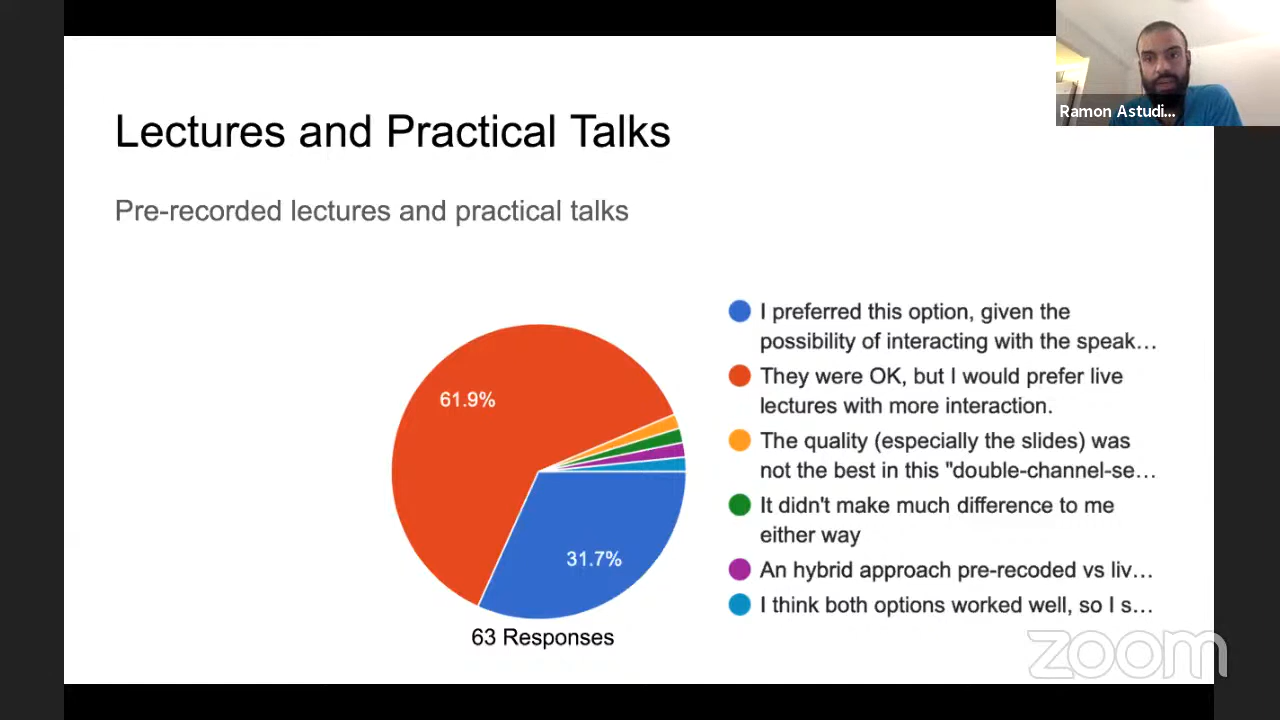 Ramon Astudi...
Lectures and Practical Talks
Pre-recorded lectures and practical talks
I preferred this option, given the
possibility of interacting with the speak...
They were OK, but I would prefer live
lectures with more interaction.
The quality (especially the slides) was
not the best in this "double-channel-se...
It didn't make much difference to me
either way
An hybrid approach pre-recoded vs liv...
I think both options worked well, so I s...
61.9%
31.7%
63 Responses
zoom